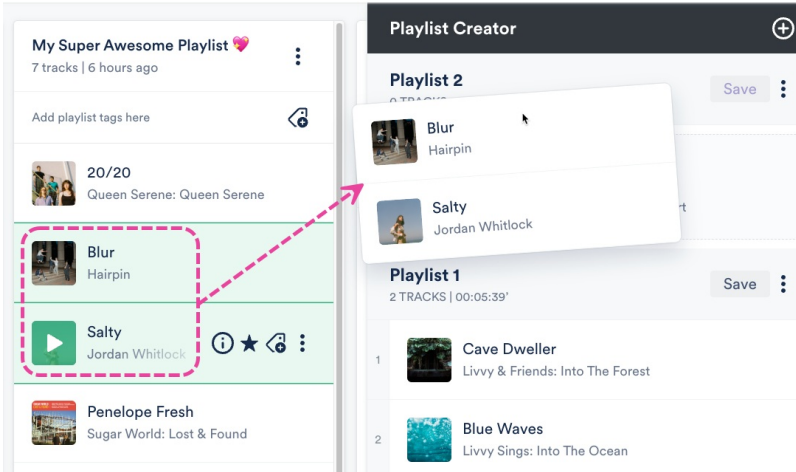 My Super Awesome Playlist 💖
7 tracks | 6 hours ago
Add playlist tags here
20/20
Queen Serene: Queen Serene
Blur
Hairpin
Salty
Jordan Whitlock
Penelope Fresh
Sugar World: Lost & Found
Playlist Creator
Playlist 2
Save
0 TRACKS
Blur
Hairpin
Salty
Jordan Whitlock
Playlist 1
Save
2 TRACKS | 00:05:39'
1
Cave Dweller
Livvy & Friends: Into The Forest
2
Blue Waves
Livvy Sings: Into The Ocean